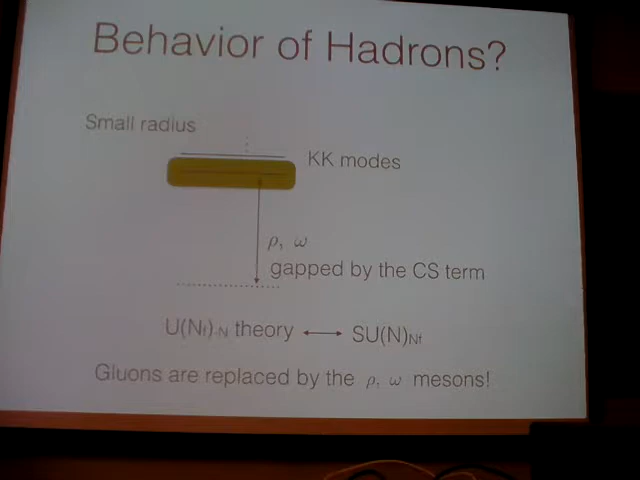 Behavior of Hadrons?
Small radius
KK modes
ρ, ω
gapped by the CS term
U(Nf)-N theory ⟷ SU(N)Nf
Gluons are replaced by the ρ, ω mesons!